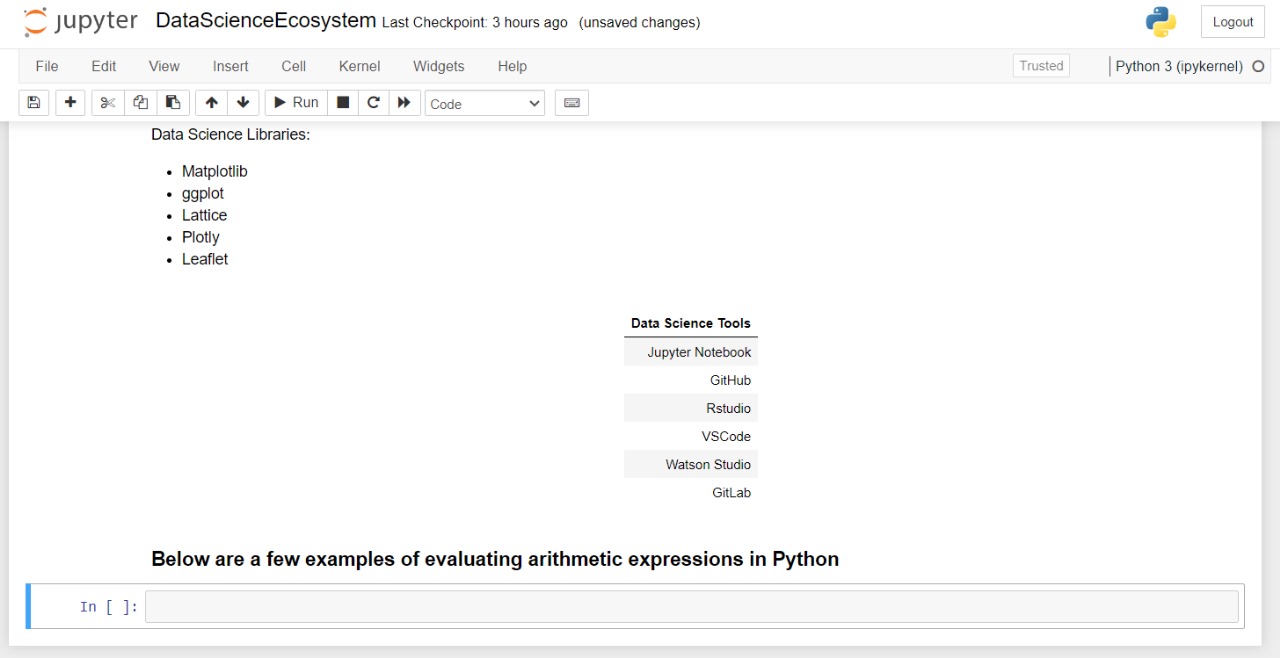 jupyter DataScienceEcosystem Last Checkpoint: 3 hours ago (unsaved changes) Logout
File Edit View Insert Cell Kernel Widgets Help Trusted Python 3 (ipykernel)
Run Code
Data Science Libraries:
Matplotlib
ggplot
Lattice
Plotly
Leaflet
Data Science Tools
Jupyter Notebook
GitHub
Rstudio
VSCode
Watson Studio
GitLab
Below are a few examples of evaluating arithmetic expressions in Python
In [ ]: